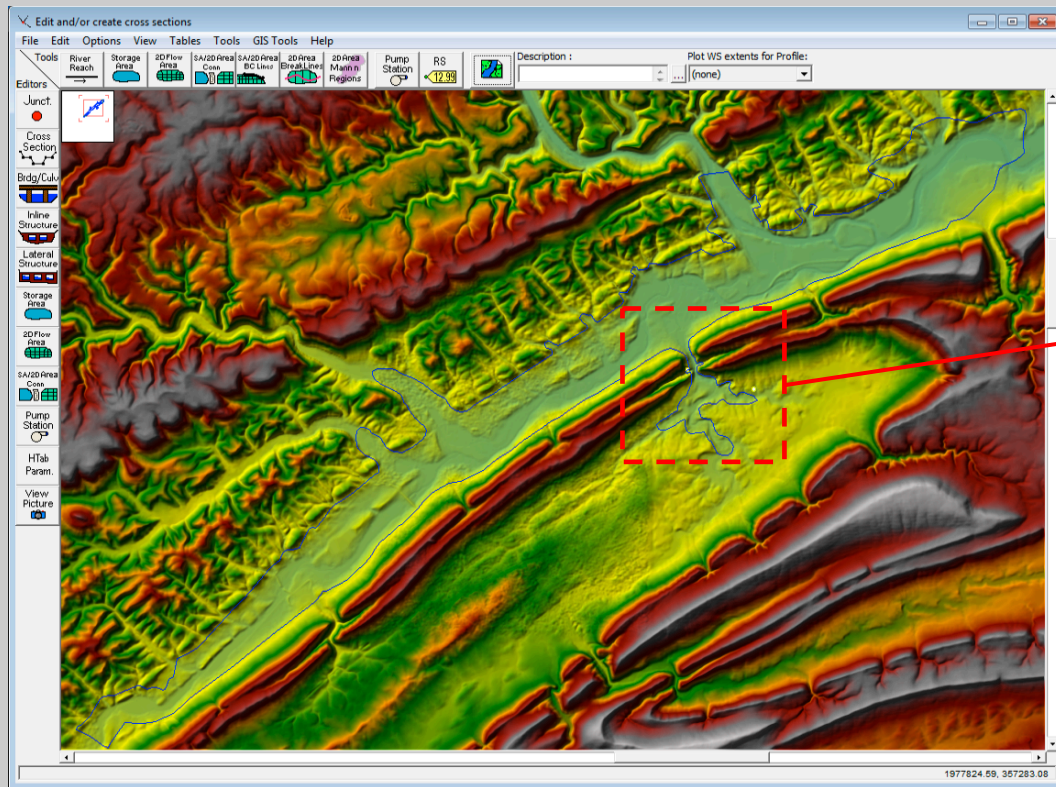 Edit and/or create cross sections
File Edit Options View Tables Tools GIS Tools Help
Tools
Editors
River
Reach
Storage
Area
2D Flow
Area
SA/2D Area
Conn
SA/2D Area
BC Lines
2D Area
Break Lines
2D Area
Mann n
Regions
Pump
Station
RS
12.99
Description :
...
Plot WS extents for Profile:
(none)
Junct.
Cross
Section
Brdg/Culv
Inline
Structure
Lateral
Structure
Storage
Area
2D Flow
Area
SA/2D Area
Conn
Pump
Station
HTab
Param.
View
Picture
1977824.59, 357283.08